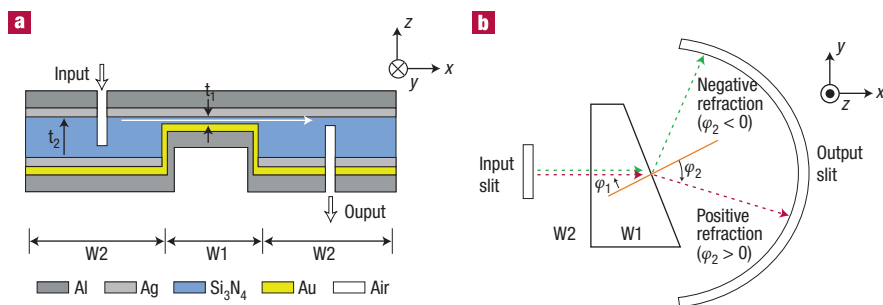 a
z
x
y
Input
t1
t2
Ouput
W2
W1
W2
Al
Ag
Si3N4
Au
Air
b
y
x
z
Negative
refraction
(φ2 < 0)
Input
slit
φ1
φ2
Output
slit
W2
W1
Positive
refraction
(φ2 > 0)